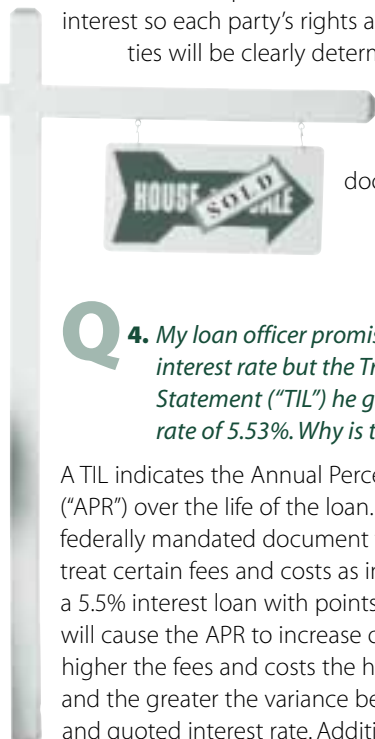 interest so each party's rights a
ties will be clearly determ
HOUSE SALE
SOLD
doc
Q 4. My loan officer promis
interest rate but the Tr
Statement ("TIL") he g
rate of 5.53%. Why is t
A TIL indicates the Annual Perce
("APR") over the life of the loan.
federally mandated document
treat certain fees and costs as in
a 5.5% interest loan with points
will cause the APR to increase o
higher the fees and costs the h
and the greater the variance be
and quoted interest rate. Additi